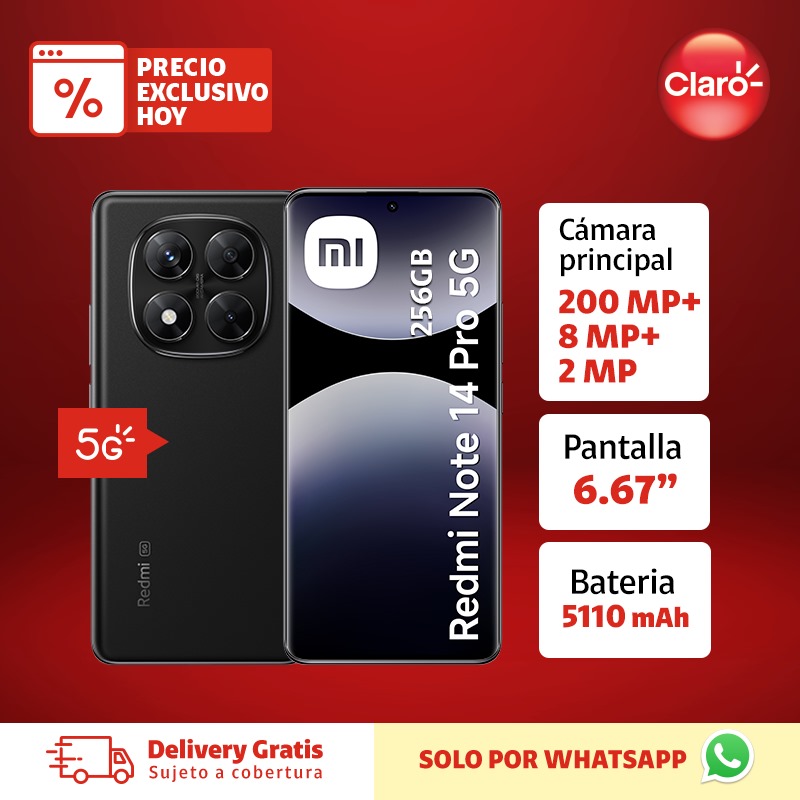 %
PRECIO
EXCLUSIVO
HOY
Claro
mi
256GB
Redmi Note 14 Pro 5G
5G
Redmi 5G
Cámara
principal
200 MP+
8 MP+
2 MP
Pantalla
6.67”
Bateria
5110 mAh
Delivery Gratis
Sujeto a cobertura
SOLO POR WHATSAPP